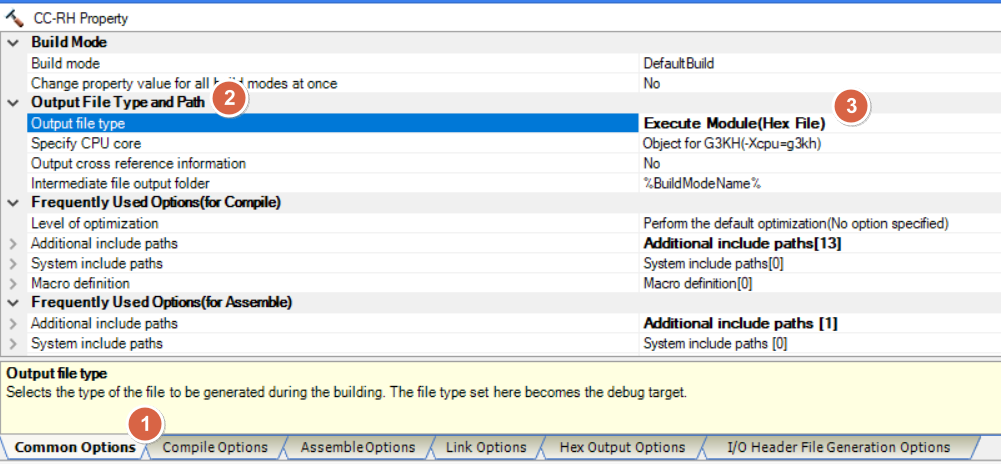 CC-RH Property
Build Mode
Build mode DefaultBuild
Change property value for all build modes at once No
2
Output File Type and Path
3
Output file type Execute Module(Hex File)
Specify CPU core Object for G3KH(-Xcpu=g3kh)
Output cross reference information No
Intermediate file output folder %BuildModeName%
Frequently Used Options(for Compile)
Level of optimization Perform the default optimization(No option specified)
Additional include paths Additional include paths[13]
System include paths System include paths[0]
Macro definition Macro definition[0]
Frequently Used Options(for Assemble)
Additional include paths Additional include paths [1]
System include paths System include paths [0]
Output file type
Selects the type of the file to be generated during the building. The file type set here becomes the debug target.
1
Common Options Compile Options Assemble Options Link Options Hex Output Options I/O Header File Generation Options